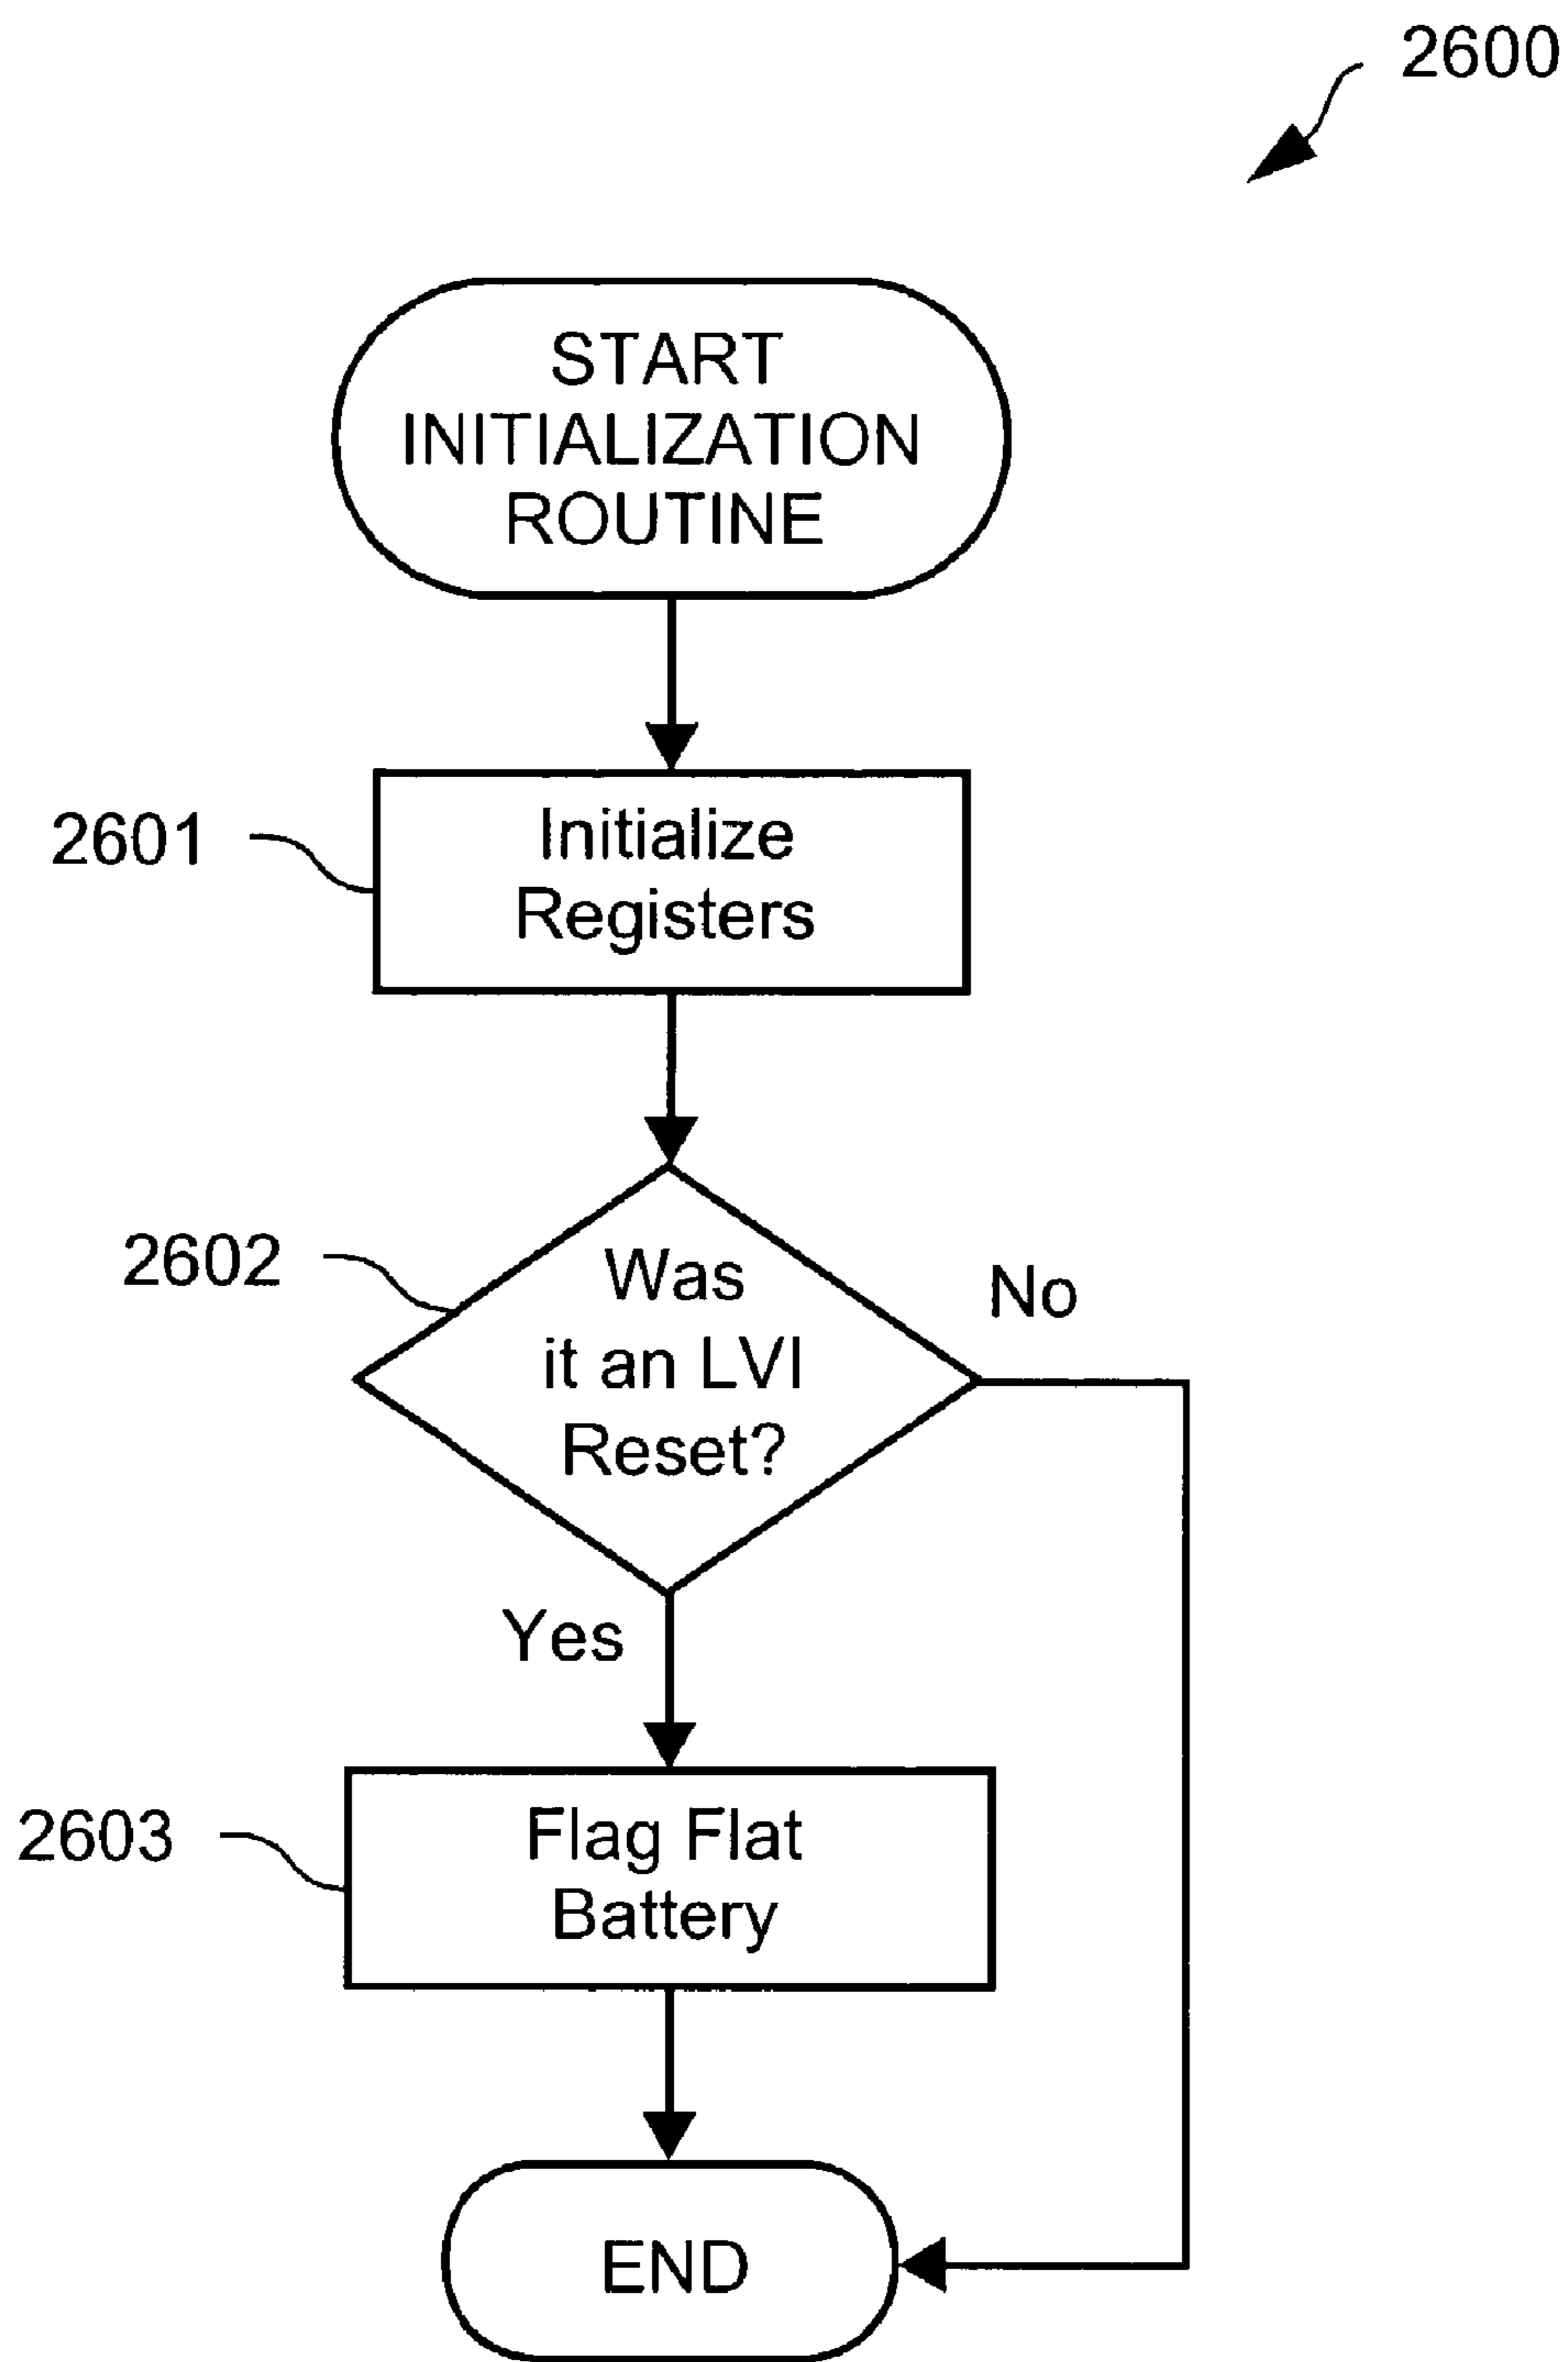 2600
START
INITIALIZATION
ROUTINE
2601
Initialize
Registers
2602
Was
it an LVI
Reset?
No
Yes
2603
Flag Flat
Battery
END